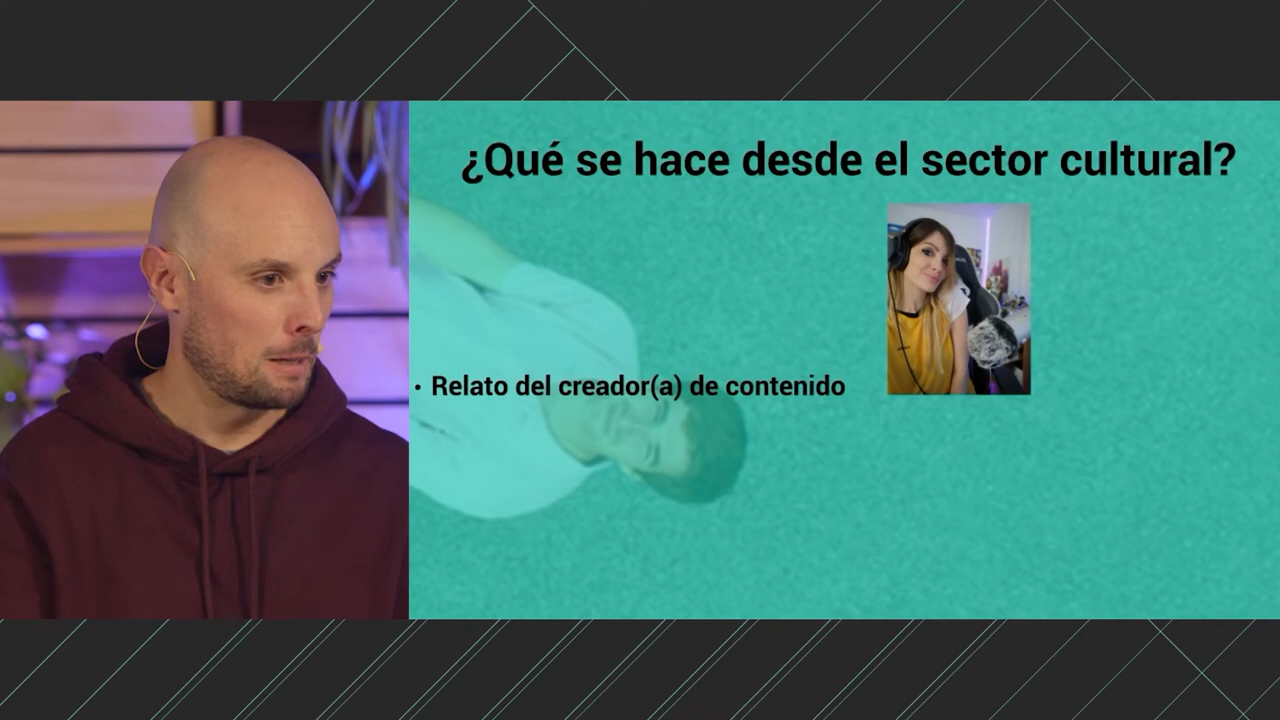 ¿Qué se hace desde el sector cultural?
• Relato del creador(a) de contenido